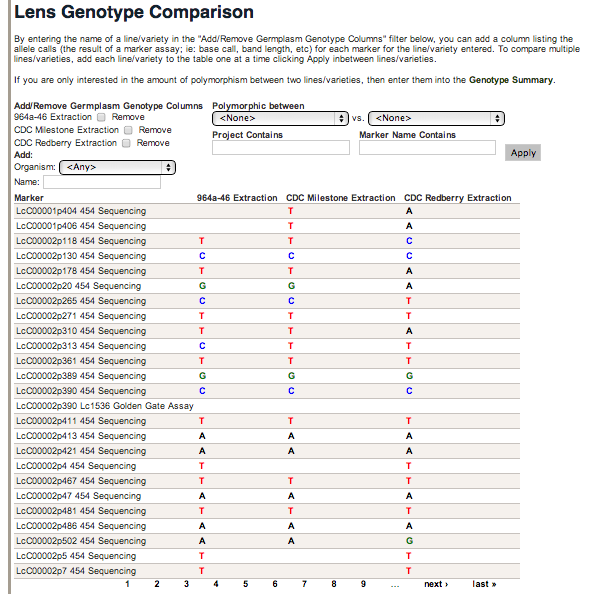 Lens Genotype Comparison
By entering the name of a line/variety in the "Add/Remove Germplasm Genotype Columns" filter below, you can add a column listing the
allele calls (the result of a marker assay; ie: base call, band length, etc) for each marker for the line/variety entered. To compare multiple
lines/varieties, add each line/variety to the table one at a time clicking Apply inbetween lines/varieties.
If you are only interested in the amount of polymorphism between two lines/varieties, then enter them into the Genotype Summary.
Add/Remove Germplasm Genotype Columns Polymorphic between
964a-46 Extraction Remove <None> vs. <None>
CDC Milestone Extraction Remove
CDC Redberry Extraction Remove Project Contains Marker Name Contains
Add: Apply
Organism: <Any>
Name:
Marker 964a-46 Extraction CDC Milestone Extraction CDC Redberry Extraction
LcC00001p404 454 Sequencing T A
LcC00001p406 454 Sequencing T A
LcC00002p118 454 Sequencing T T C
LcC00002p130 454 Sequencing C C C
LcC00002p178 454 Sequencing T T A
LcC00002p20 454 Sequencing G G A
LcC00002p265 454 Sequencing C C T
LcC00002p271 454 Sequencing T T T
LcC00002p310 454 Sequencing T T A
LcC00002p313 454 Sequencing C T T
LcC00002p361 454 Sequencing T T T
LcC00002p389 454 Sequencing G G G
LcC00002p390 454 Sequencing C C C
LcC00002p390 Lc1536 Golden Gate Assay
LcC00002p411 454 Sequencing T T T
LcC00002p413 454 Sequencing A A A
LcC00002p421 454 Sequencing A A A
LcC00002p4 454 Sequencing T T
LcC00002p467 454 Sequencing T T T
LcC00002p47 454 Sequencing A A A
LcC00002p481 454 Sequencing T T T
LcC00002p486 454 Sequencing A A A
LcC00002p502 454 Sequencing A A G
LcC00002p5 454 Sequencing T T
LcC00002p7 454 Sequencing T T
1 2 3 4 5 6 7 8 9 ... next › last »